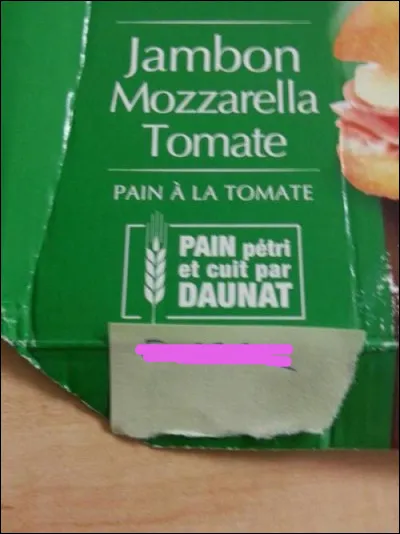 Jambon
Mozzarella
Tomate
PAIN À LA TOMATE
PAIN pétri
et cuit par
DAUNAT